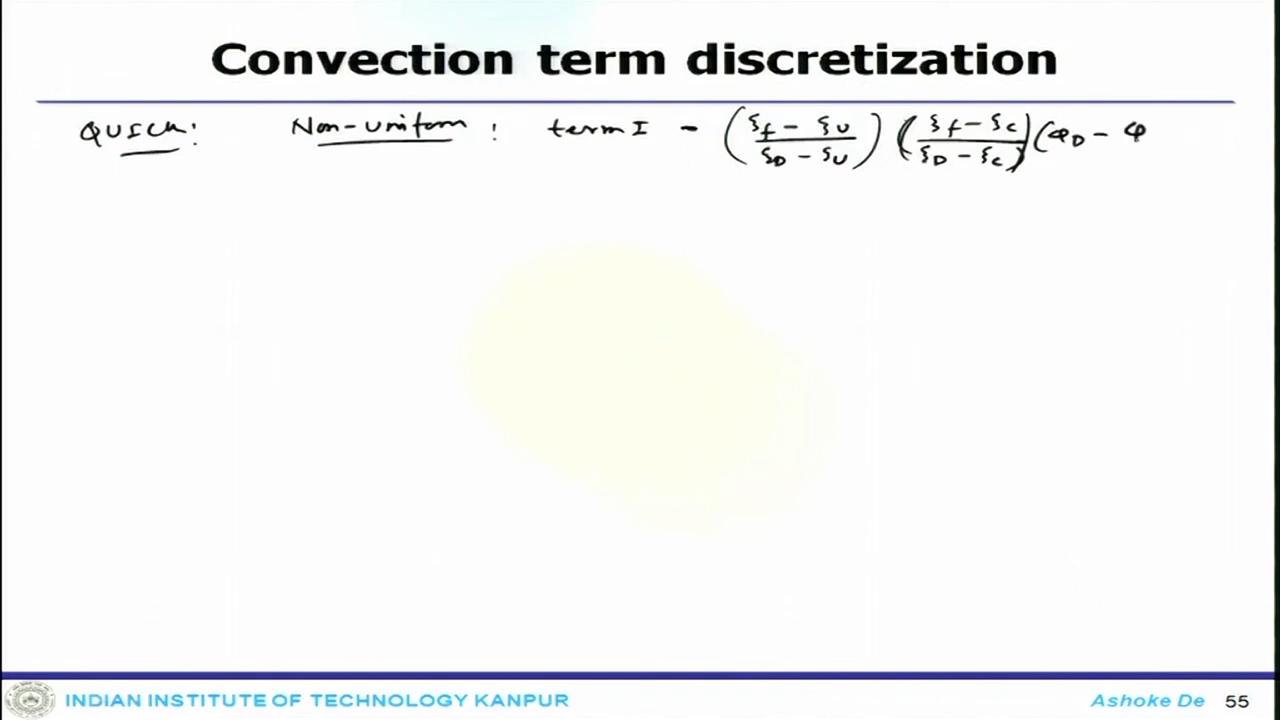 Convection term discretization
QUICK: Non-uniform : term I - ((ξf - ξU)/(ξD - ξU)) ((ξf - ξC)/(ξD - ξC)) (φD - φ
INDIAN INSTITUTE OF TECHNOLOGY KANPUR Ashoke De 55